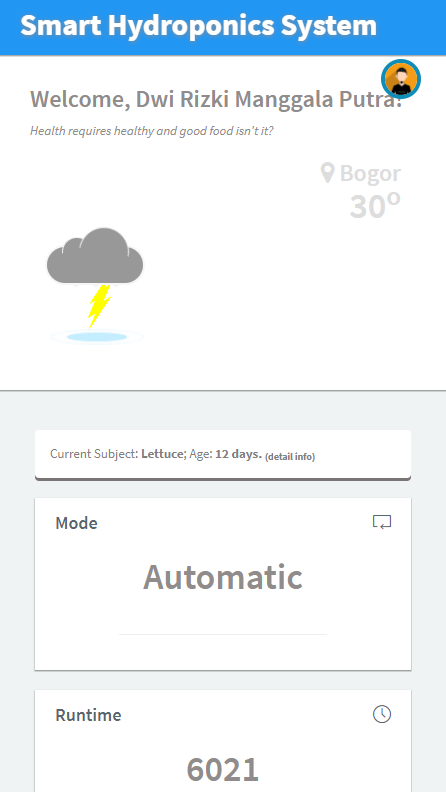 Smart Hydroponics System
Welcome, Dwi Rizki Manggala Putra!
Health requires healthy and good food isn't it?
Bogor
30°
Current Subject: Lettuce; Age: 12 days. (detail info)
Mode
Automatic
Runtime
6021